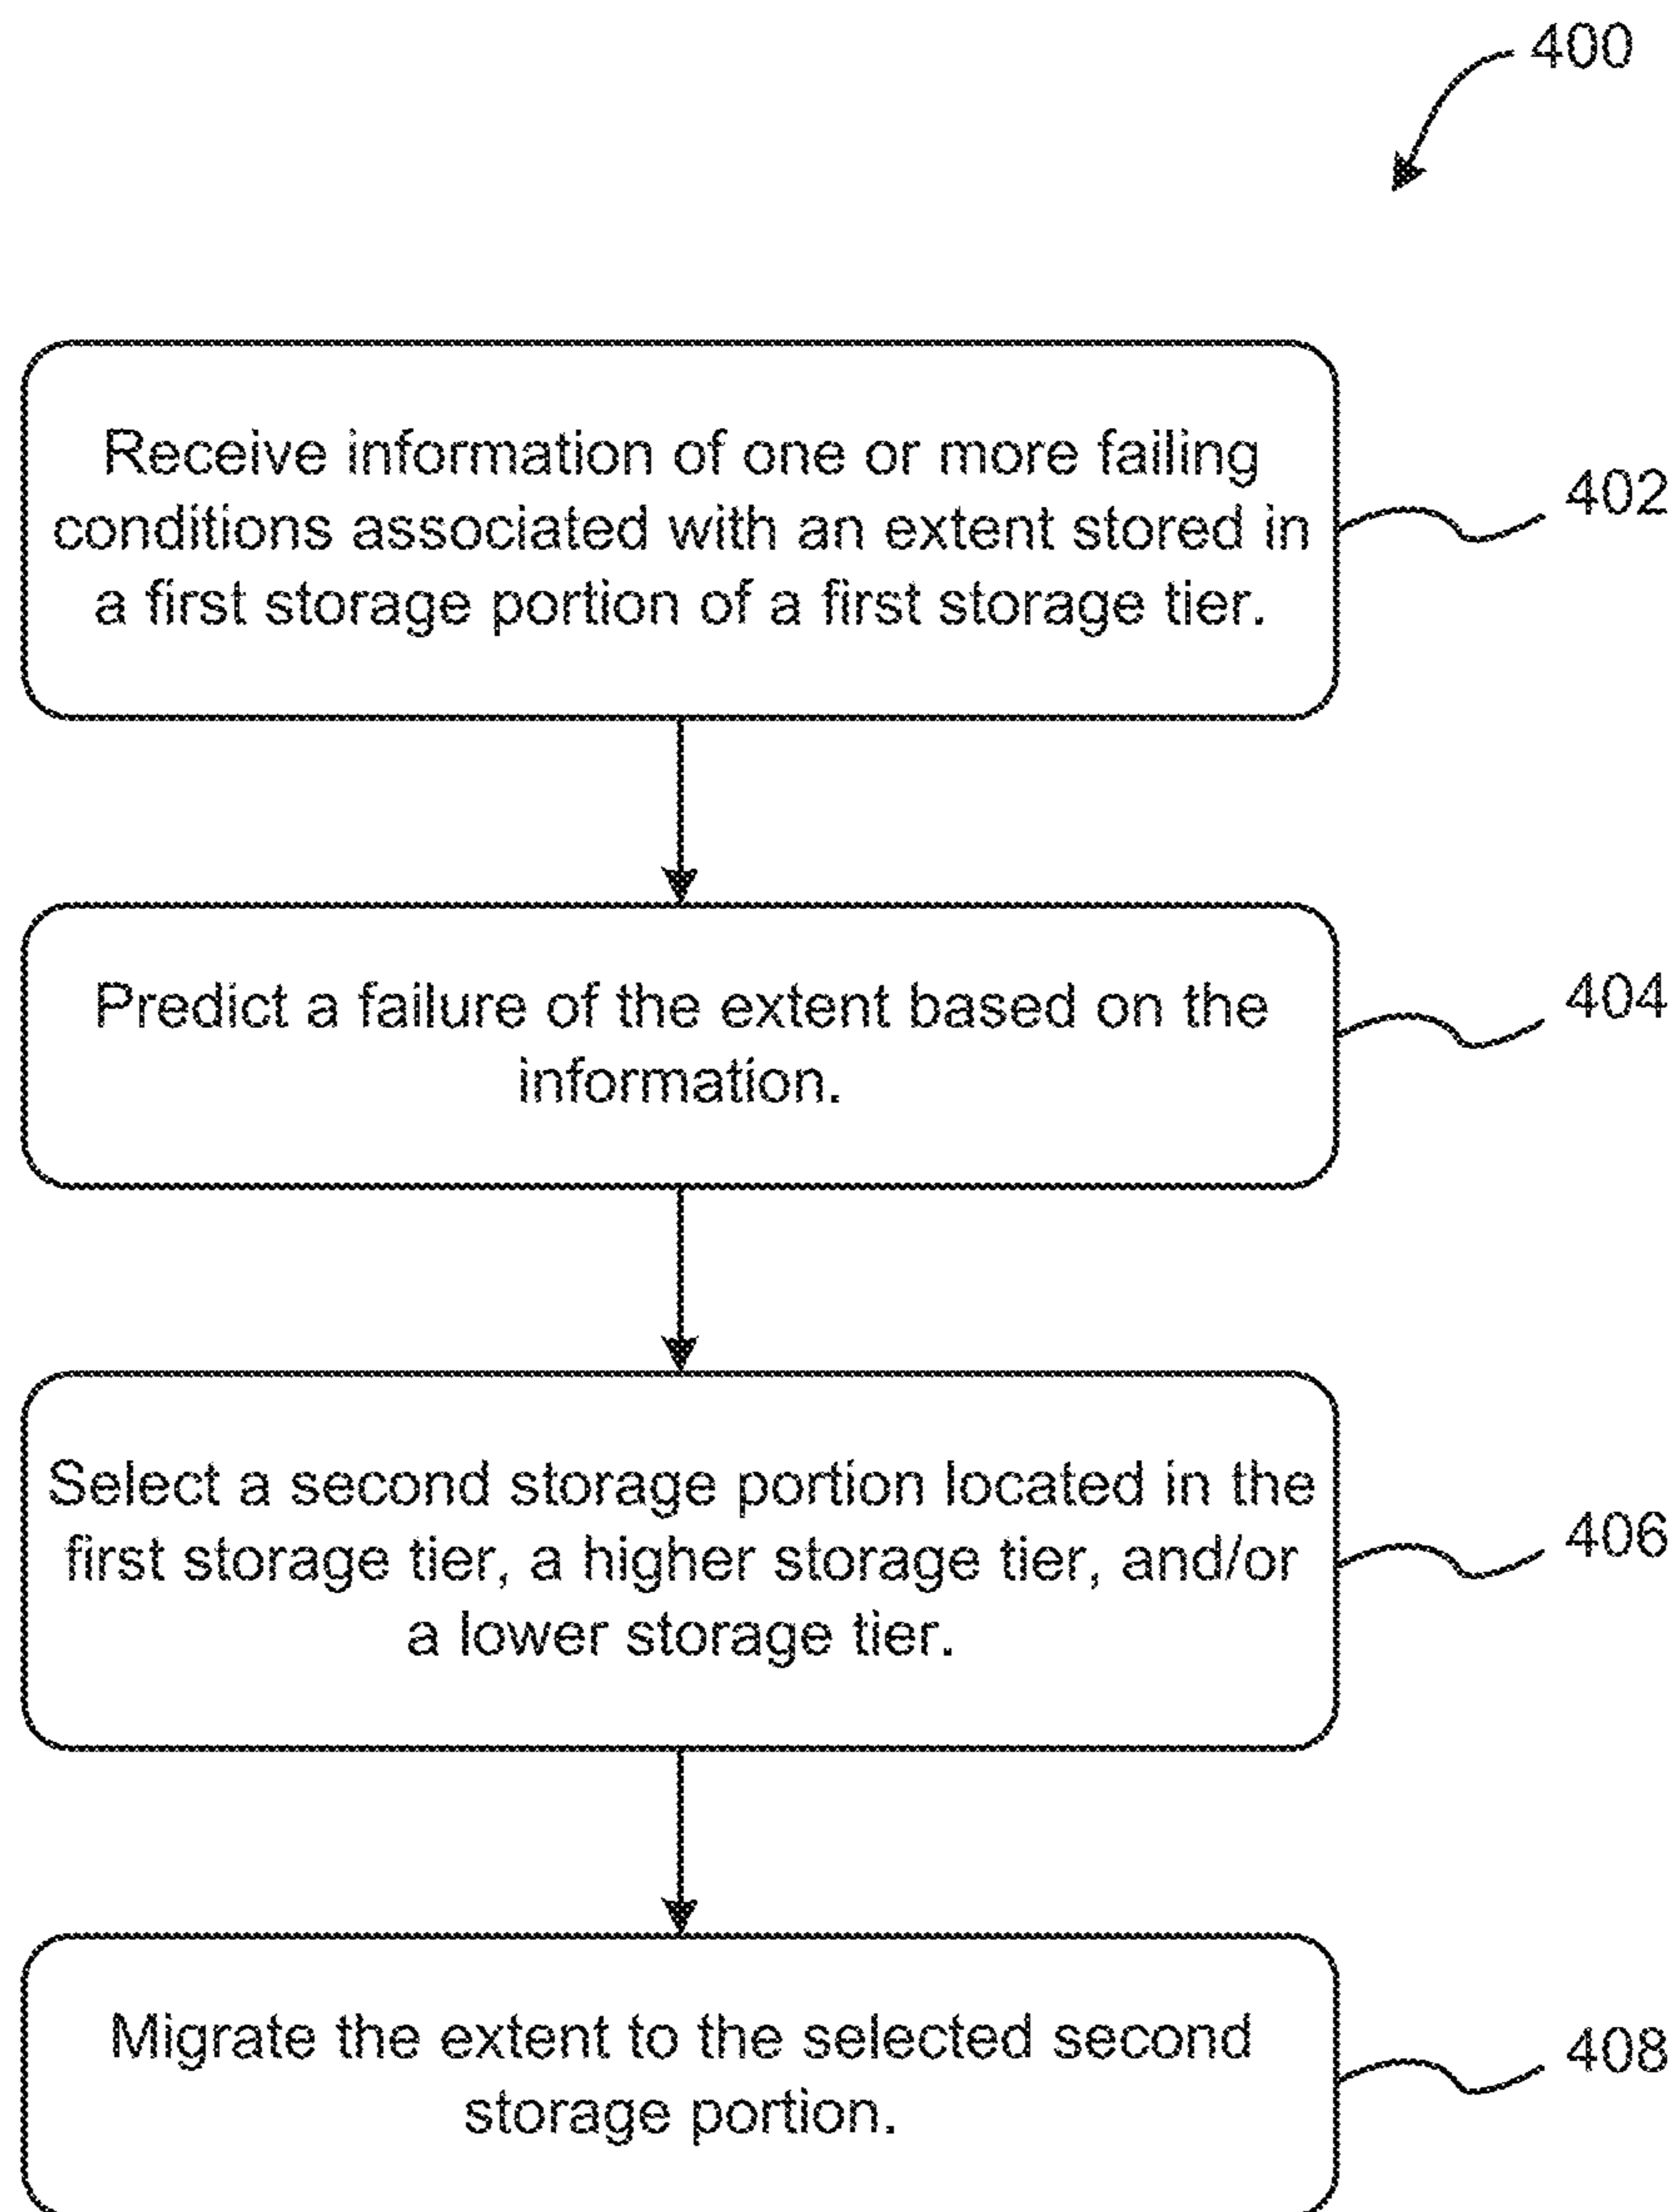 400
Receive information of one or more failing
conditions associated with an extent stored in
a first storage portion of a first storage tier.
402
Predict a failure of the extent based on the
information.
404
Select a second storage portion located in the
first storage tier, a higher storage tier, and/or
a lower storage tier.
406
Migrate the extent to the selected second
storage portion.
408